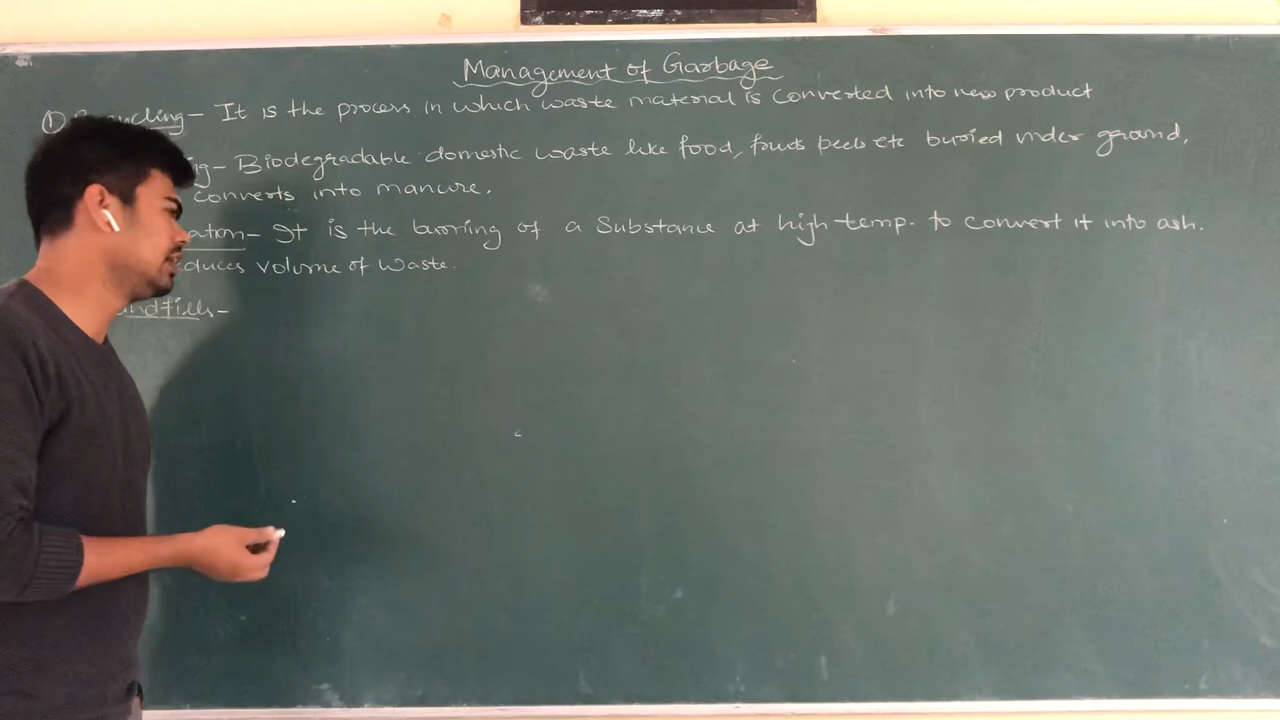 Management of Garbage
① Recycling - It is the process in which waste material is converted into new product
ng - Biodegradable domestic waste like food, fruits peels etc buried under ground,
converts into manure.
ation - It is the burning of a Substance at high temp. to convert it into ash.
duces volume of waste.
andfills -